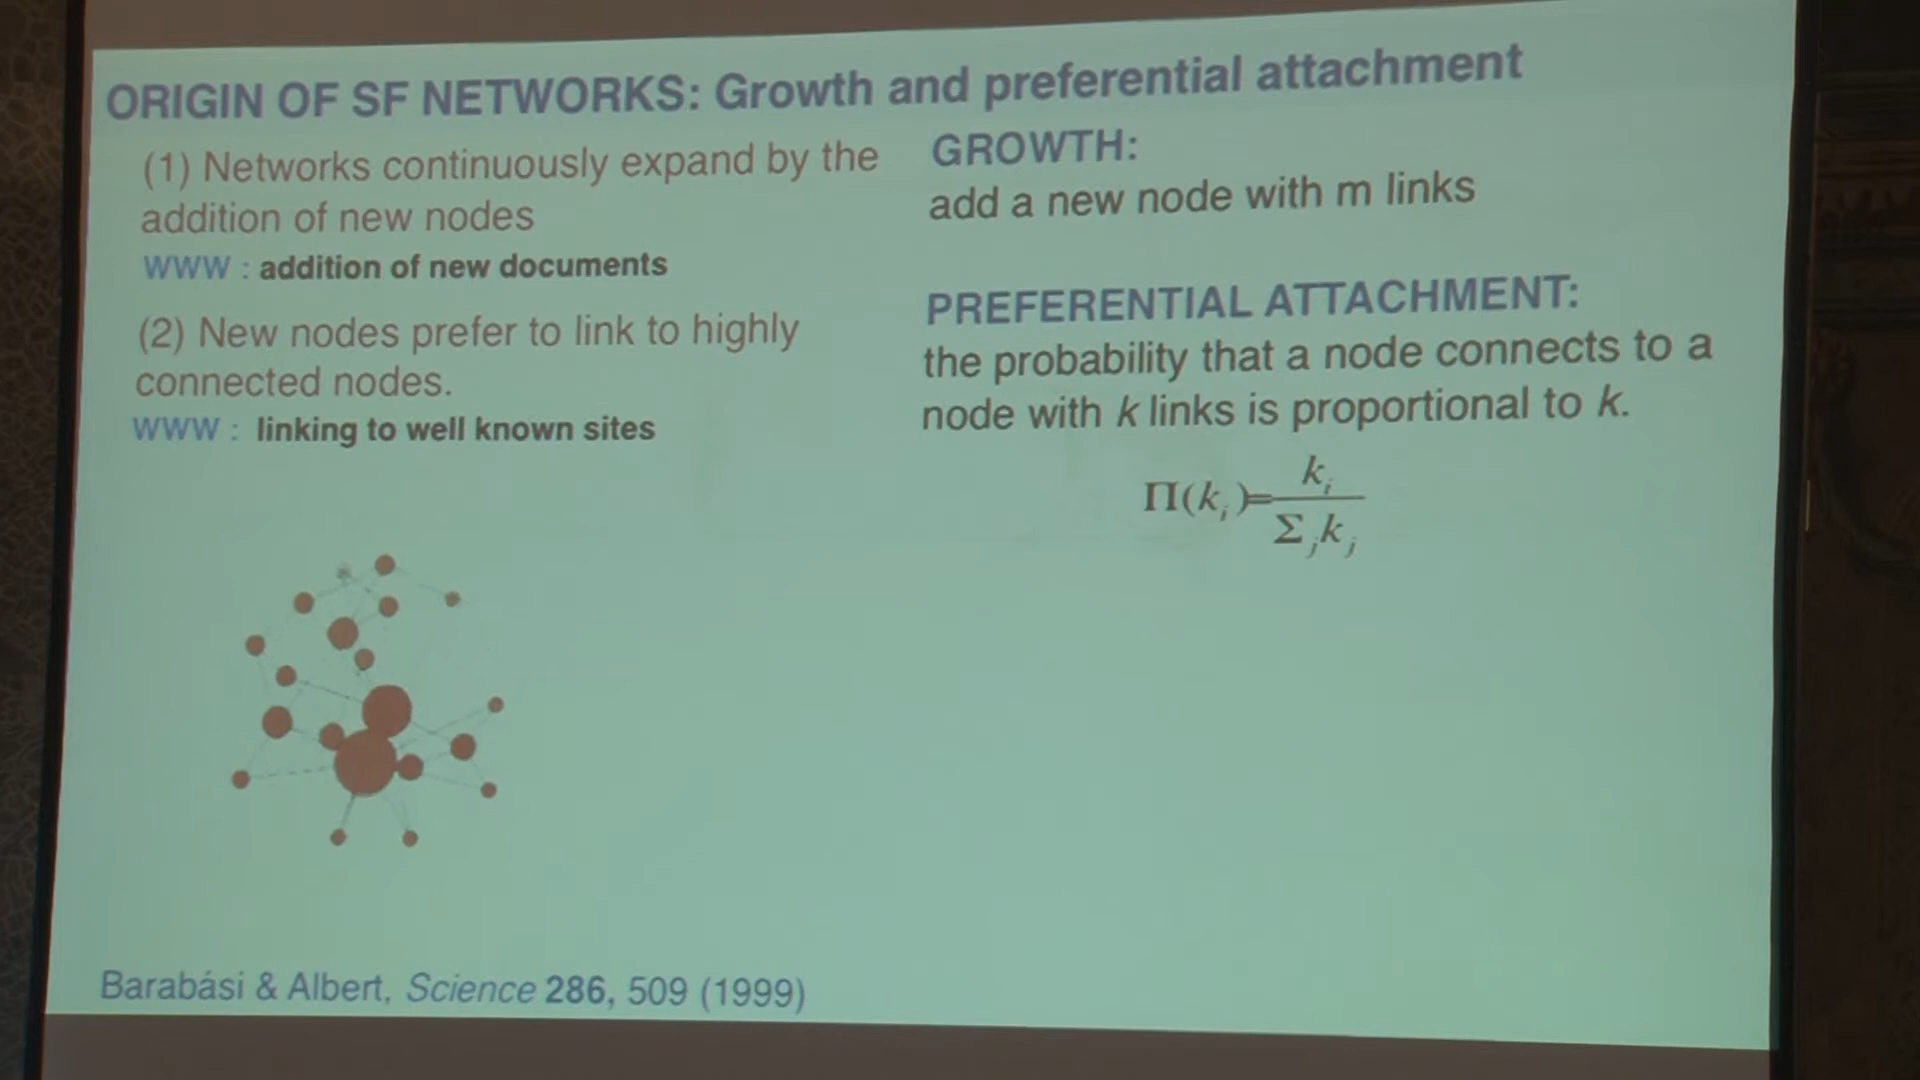 ORIGIN OF SF NETWORKS: Growth and preferential attachment
(1) Networks continuously expand by the
addition of new nodes
WWW : addition of new documents
(2) New nodes prefer to link to highly
connected nodes.
WWW : linking to well known sites
GROWTH:
add a new node with m links
PREFERENTIAL ATTACHMENT:
the probability that a node connects to a
node with k links is proportional to k.
Π(k_i)=k_i/Σ_jk_j
Barabási & Albert, Science 286, 509 (1999)